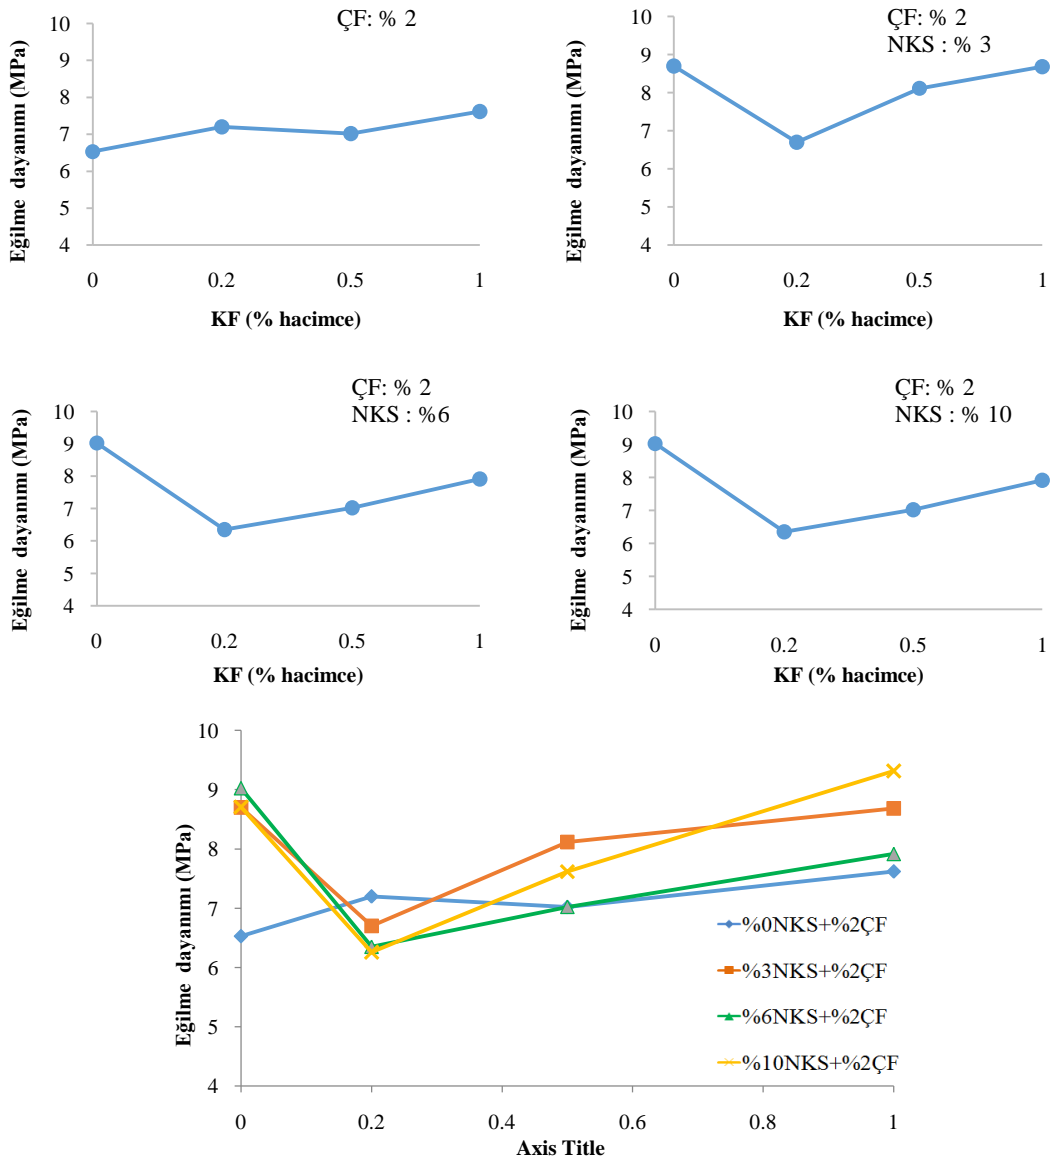 ÇF: % 2
Eğilme dayanımı (MPa)
10
9
8
7
6
5
4
0 0.2 0.5 1
KF (% hacimce)
ÇF: % 2
NKS : % 3
Eğilme dayanımı (MPa)
10
9
8
7
6
5
4
0 0.2 0.5 1
KF (% hacimce)
ÇF: % 2
NKS : %6
Eğilme dayanımı (MPa)
10
9
8
7
6
5
4
0 0.2 0.5 1
KF (% hacimce)
ÇF: % 2
NKS : % 10
Eğilme dayanımı (MPa)
10
9
8
7
6
5
4
0 0.2 0.5 1
KF (% hacimce)
Eğilme dayanımı (MPa)
10
9
8
7
6
5
4
%0NKS+%2ÇF
%3NKS+%2ÇF
%6NKS+%2ÇF
%10NKS+%2ÇF
0 0.2 0.4 0.6 0.8 1
Axis Title